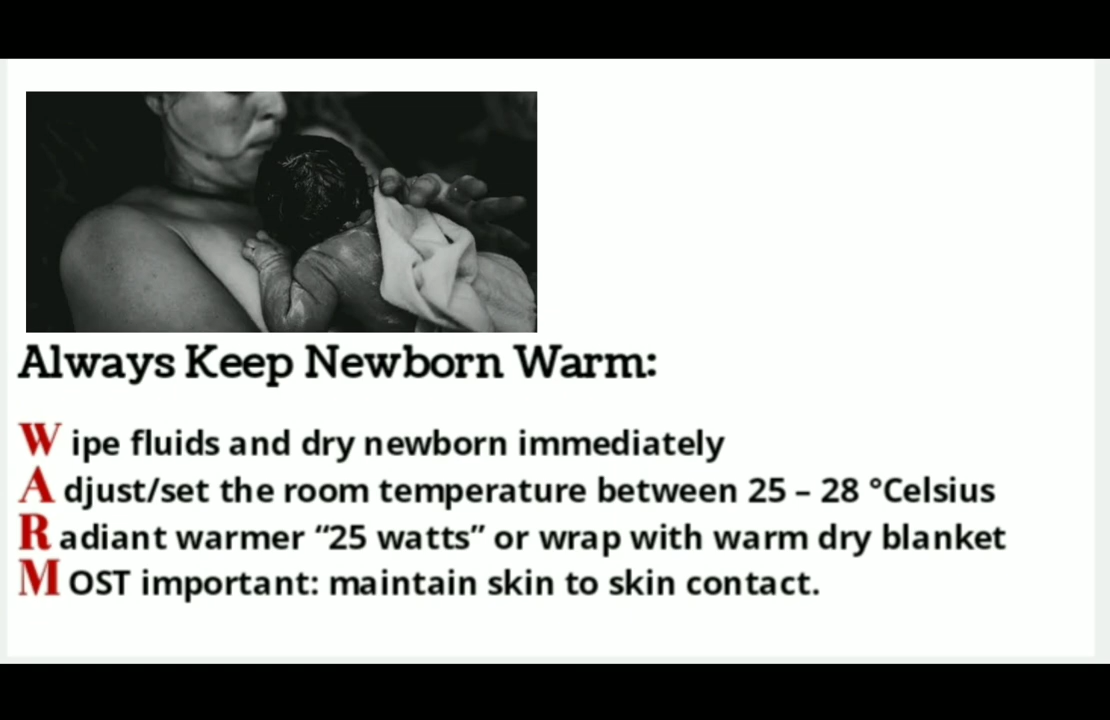 Always Keep Newborn Warm:
W ipe fluids and dry newborn immediately
A djust/set the room temperature between 25 – 28 °Celsius
R adiant warmer “25 watts” or wrap with warm dry blanket
M OST important: maintain skin to skin contact.